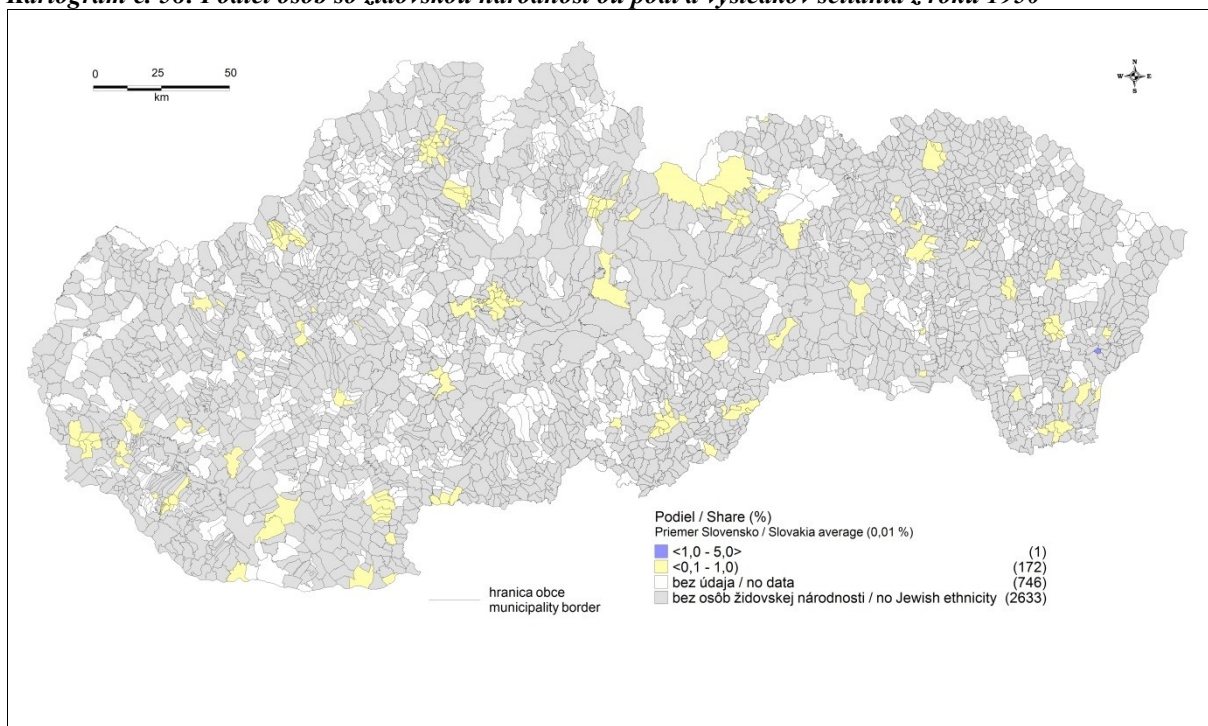 Kartogram č. 38: Podiel osôb so židovskou národnosťou podľa výsledkov sčítania z roku 1950
0 25 50
km
N
W E
S
Podiel / Share (%)
Priemer Slovensko / Slovakia average (0,01 %)
<1,0 - 5,0> (1)
<0,1 - 1,0) (172)
bez údaja / no data (746)
bez osôb židovskej národnosti / no Jewish ethnicity (2633)
hranica obce
municipality border